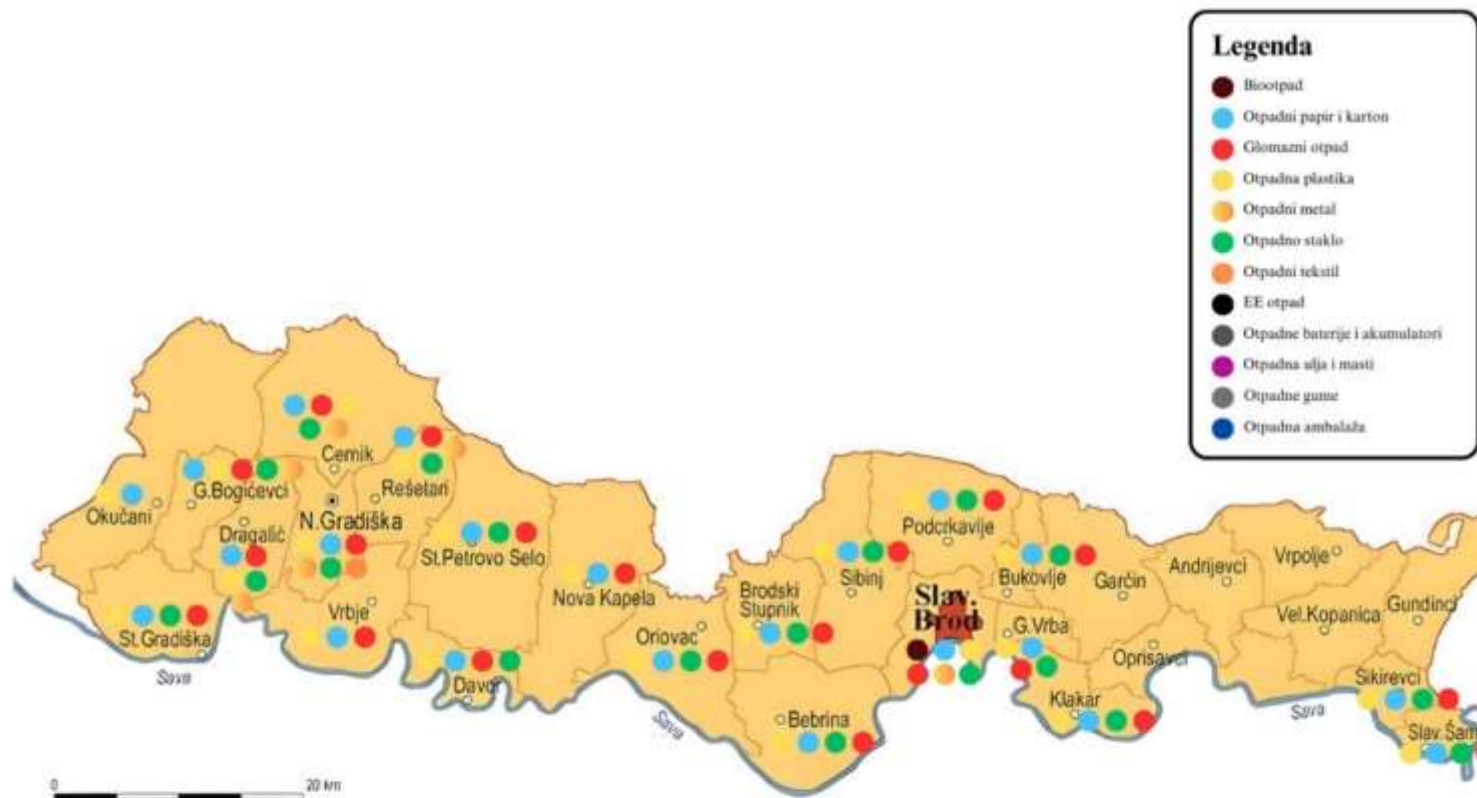 Legenda
Biootpad
Otpadni papir i karton
Glomazni otpad
Otpadna plastika
Otpadni metal
Otpadno staklo
Otpadni tekstil
EE otpad
Otpadne baterije i akumulatori
Otpadna ulja i masti
Otpadne gume
Otpadna ambalaža
Cernik
G.Bogičevci
Rešetari
Okučani
N.Gradiška
Dragalić
St.Petrovo Selo
Podcrkavlje
Sibinj
Bukovlje
Garčin
Andrijevci
Vrpolje
Nova Kapela
Brodski
Stupnik
Slav.
Brod
Vrbje
St.Gradiška
Oriovac
G.Vrba
Vel.Kopanica
Gundinci
Oprisavci
Sava
Davor
Sikirevci
Klakar
Sava
Bebrina
Sava
Slav.Šam
0
20 km